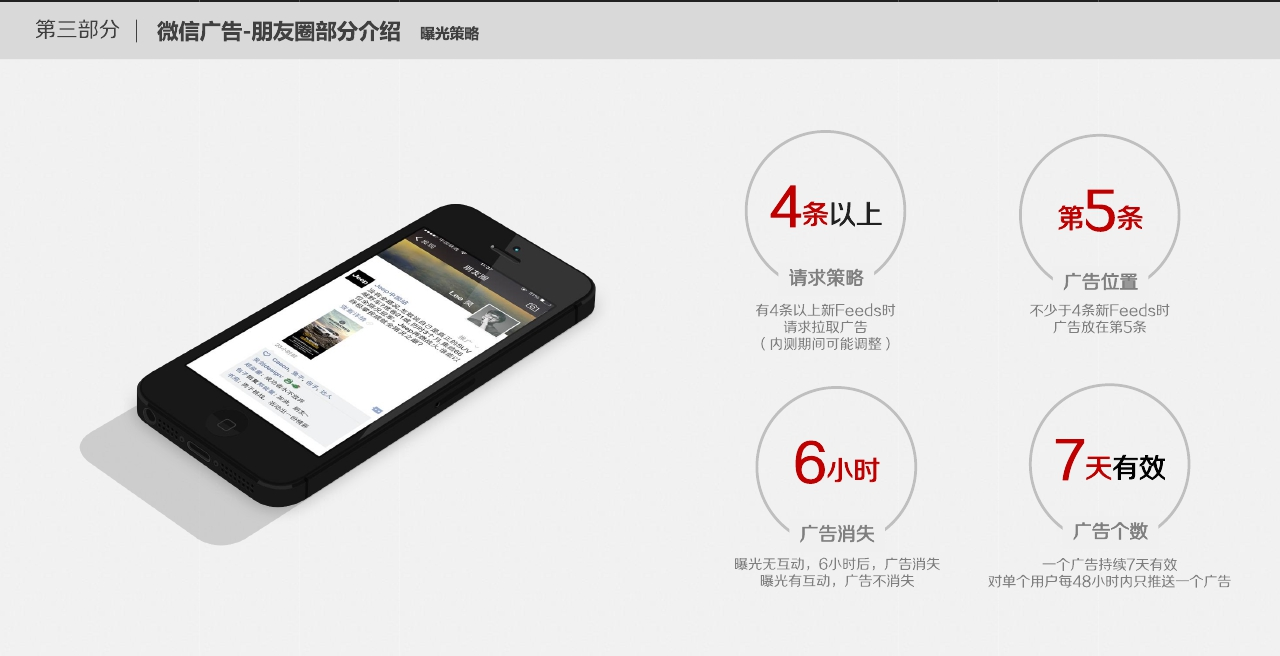 第三部分
微信广告-朋友圈部分介绍 曝光策略
4条以上
请求策略
有4条以上新Feeds时
请求拉取广告
（内测期间可能调整）
第5条
广告位置
不少于4条新Feeds时
广告放在第5条
6小时
广告消失
曝光无互动，6小时后，广告消失
曝光有互动，广告不消失
7天有效
广告个数
一个广告持续7天有效
对单个用户每48小时内只推送一个广告
朋友圈
Jeep